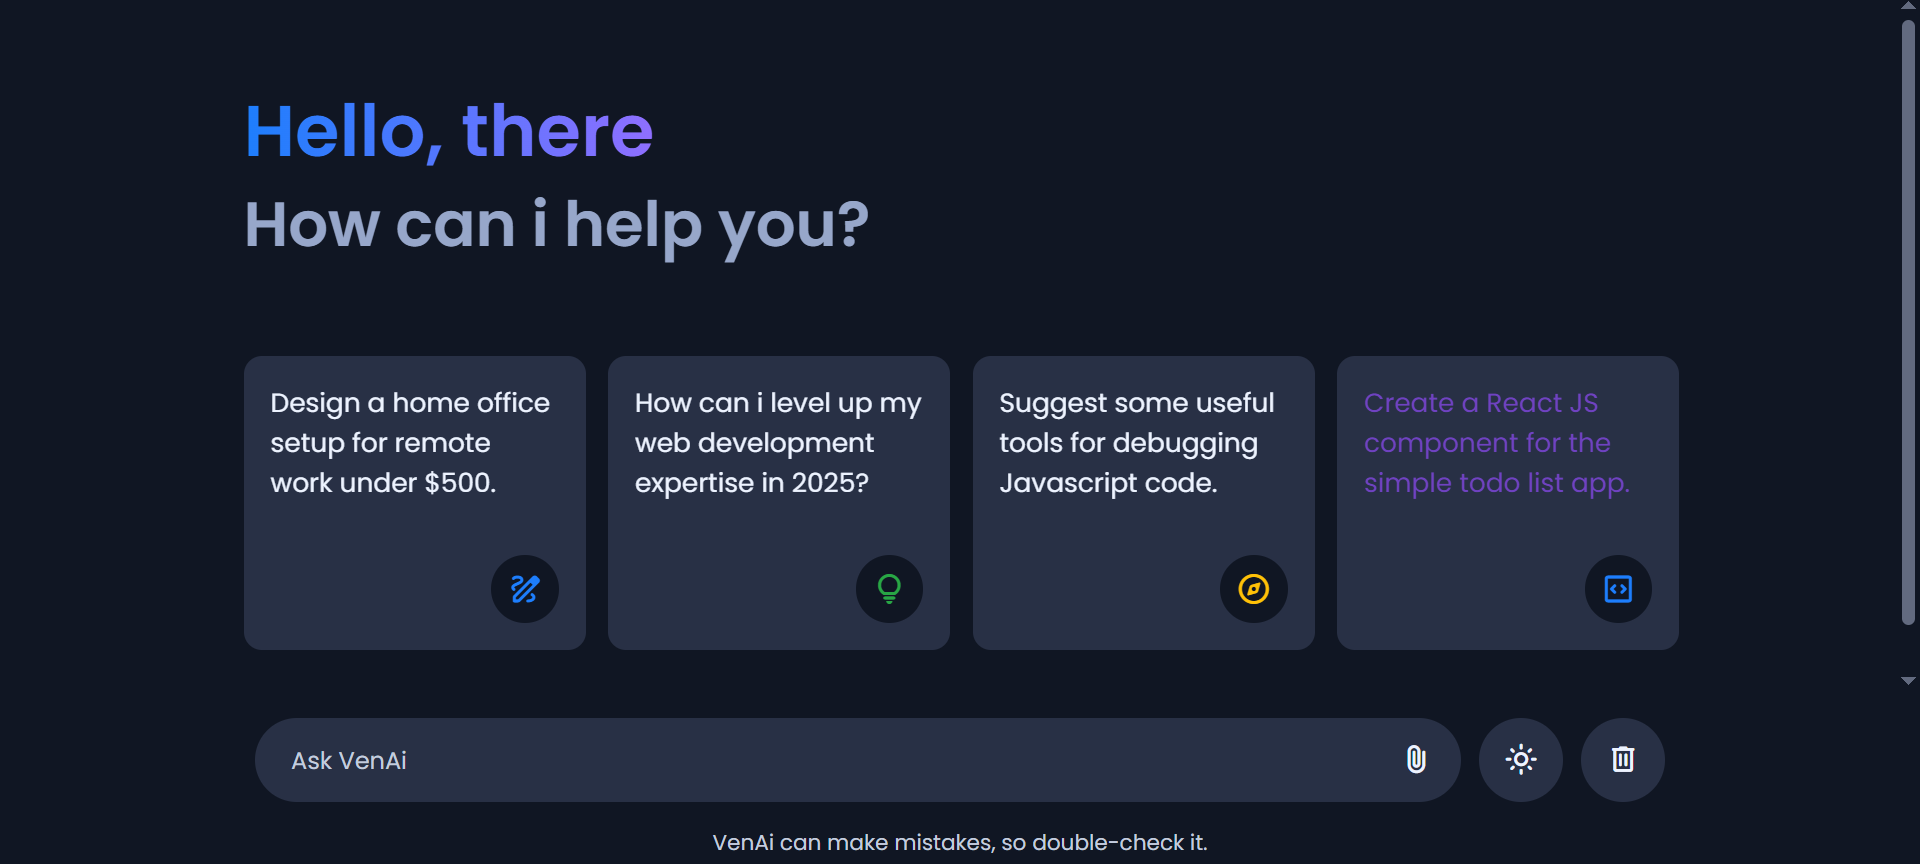 Hello, there
How can i help you?
Design a home office
setup for remote
work under $500.
How can i level up my
web development
expertise in 2025?
Suggest some useful
tools for debugging
Javascript code.
Create a React JS
component for the
simple todo list app.
Ask VenAi
VenAi can make mistakes, so double-check it.